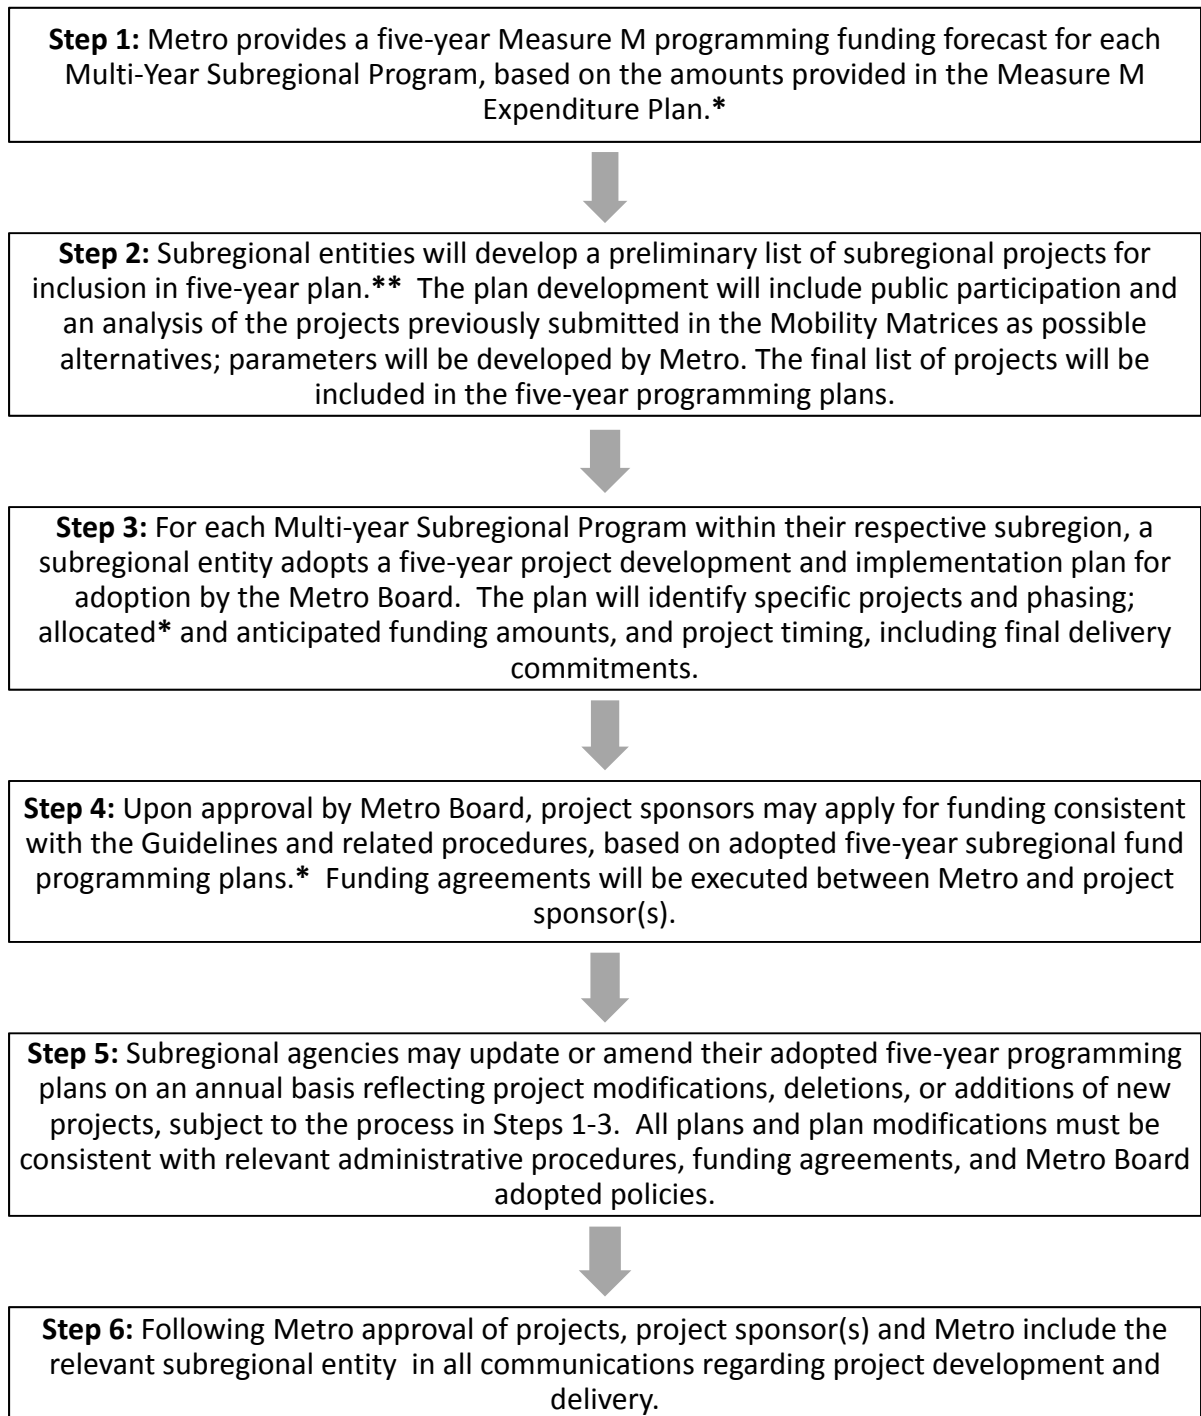 Step 1: Metro provides a five-year Measure M programming funding forecast for each
Multi-Year Subregional Program, based on the amounts provided in the Measure M
Expenditure Plan.*
Step 2: Subregional entities will develop a preliminary list of subregional projects for
inclusion in five-year plan.** The plan development will include public participation and
an analysis of the projects previously submitted in the Mobility Matrices as possible
alternatives; parameters will be developed by Metro. The final list of projects will be
included in the five-year programming plans.
Step 3: For each Multi-year Subregional Program within their respective subregion, a
subregional entity adopts a five-year project development and implementation plan for
adoption by the Metro Board. The plan will identify specific projects and phasing;
allocated* and anticipated funding amounts, and project timing, including final delivery
commitments.
Step 4: Upon approval by Metro Board, project sponsors may apply for funding consistent
with the Guidelines and related procedures, based on adopted five-year subregional fund
programming plans.* Funding agreements will be executed between Metro and project
sponsor(s).
Step 5: Subregional agencies may update or amend their adopted five-year programming
plans on an annual basis reflecting project modifications, deletions, or additions of new
projects, subject to the process in Steps 1-3. All plans and plan modifications must be
consistent with relevant administrative procedures, funding agreements, and Metro Board
adopted policies.
Step 6: Following Metro approval of projects, project sponsor(s) and Metro include the
relevant subregional entity in all communications regarding project development and
delivery.